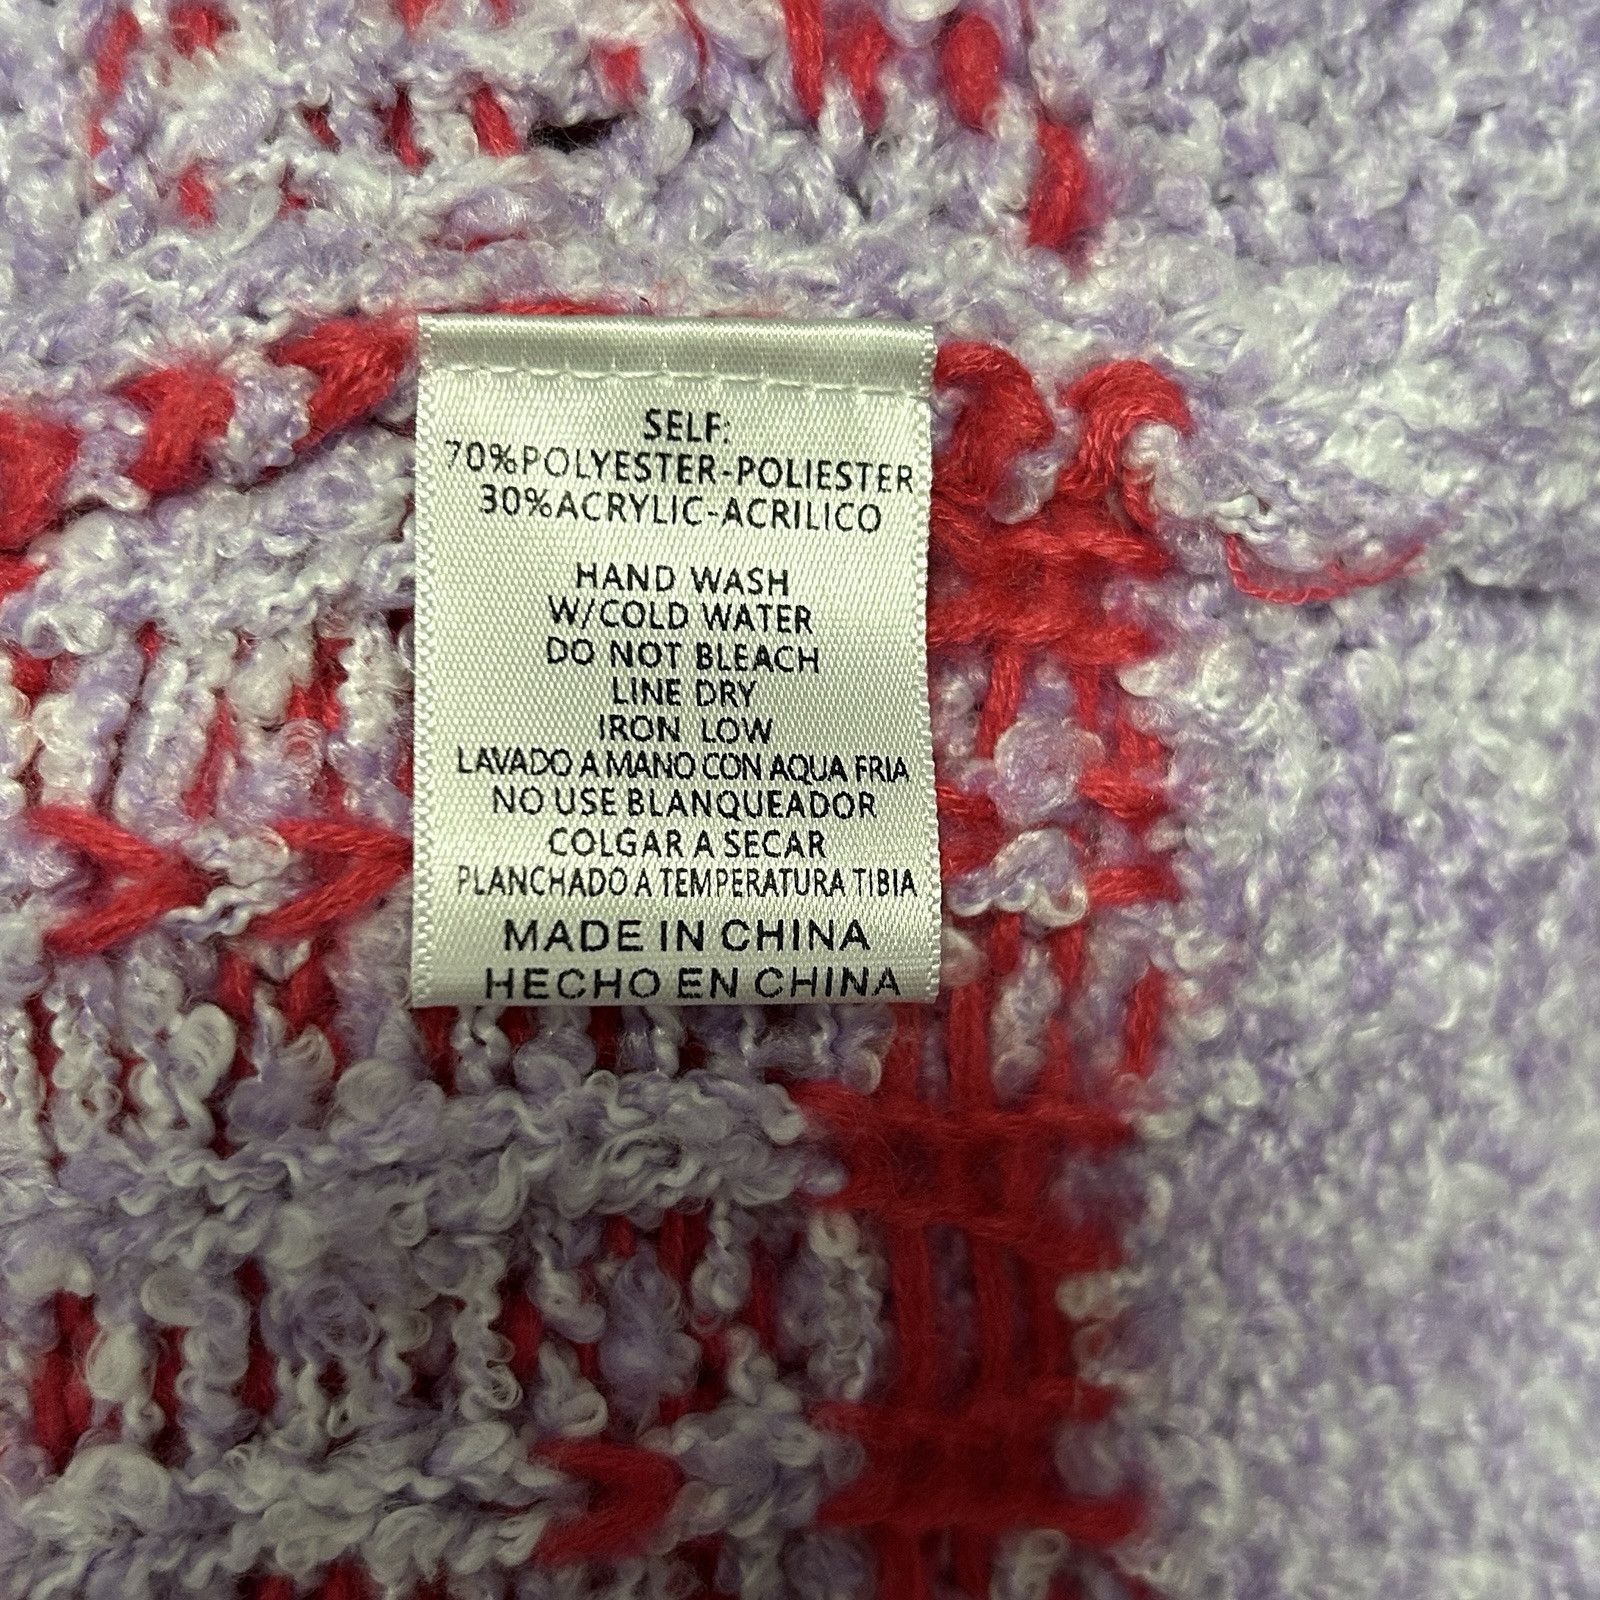 SELF:
70%POLYESTER-POLIESTER
30%ACRYLIC-ACRILICO
HAND WASH
W/COLD WATER
DO NOT BLEACH
LINE DRY
IRON LOW
LAVADO A MANO CON AQUA FRIA
NO USE BLANQUEADOR
COLGAR A SECAR
PLANCHADO A TEMPERATURA TIBIA
MADE IN CHINA
HECHO EN CHINA